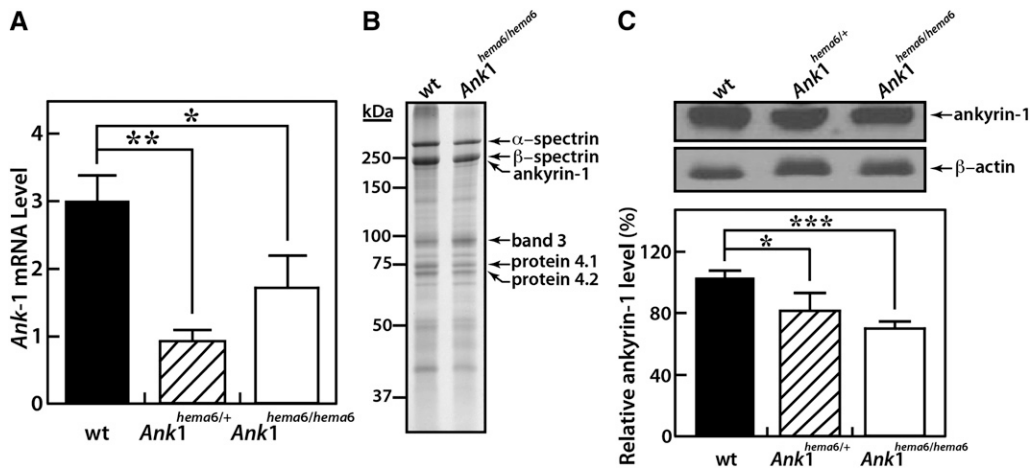 A
Ank-1 mRNA Level
4
3
2
1
0
*
**
wt
Ank1hema6/+
Ank1hema6/hema6
B
wt
Ank1hema6/hema6
kDa
250
150
100
75
50
37
α-spectrin
β-spectrin
ankyrin-1
band 3
protein 4.1
protein 4.2
C
wt
Ank1hema6/+
Ank1hema6/hema6
ankyrin-1
β-actin
Relative ankyrin-1 level (%)
120
80
40
0
***
*
wt
Ank1hema6/+
Ank1hema6/hema6